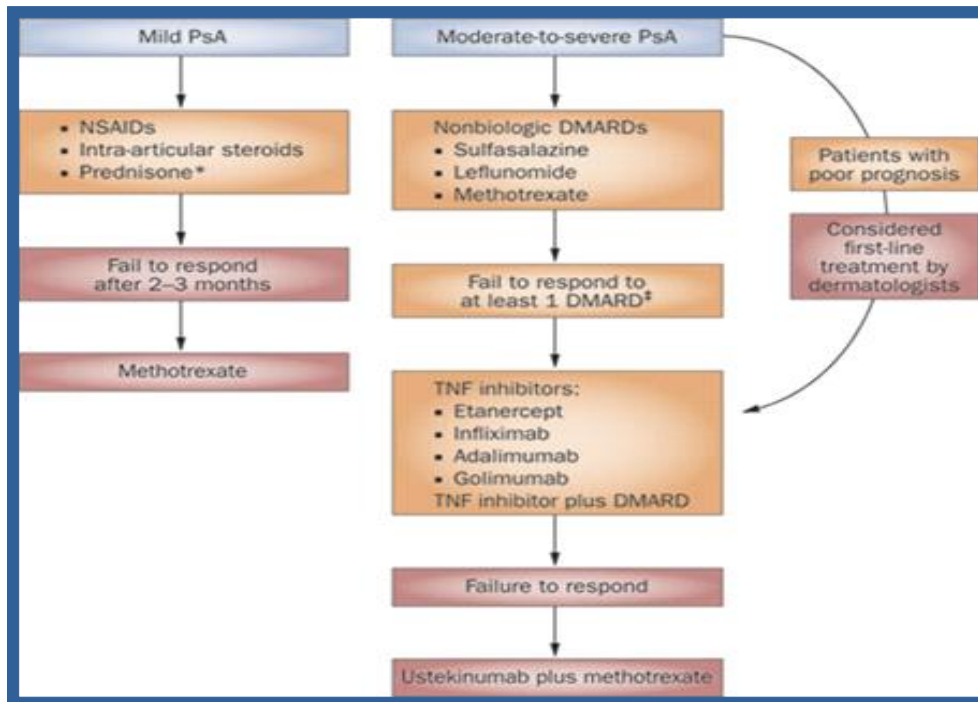 Mild PsA
▪ NSAIDs
▪ Intra-articular steroids
▪ Prednisone*
Fail to respond
after 2–3 months
Methotrexate
Moderate-to-severe PsA
Nonbiologic DMARDs
▪ Sulfasalazine
▪ Leflunomide
▪ Methotrexate
Fail to respond to
at least 1 DMARD‡
TNF inhibitors:
▪ Etanercept
▪ Infliximab
▪ Adalimumab
▪ Golimumab
TNF inhibitor plus DMARD
Failure to respond
Ustekinumab plus methotrexate
Patients with
poor prognosis
Considered
first-line
treatment by
dermatologists